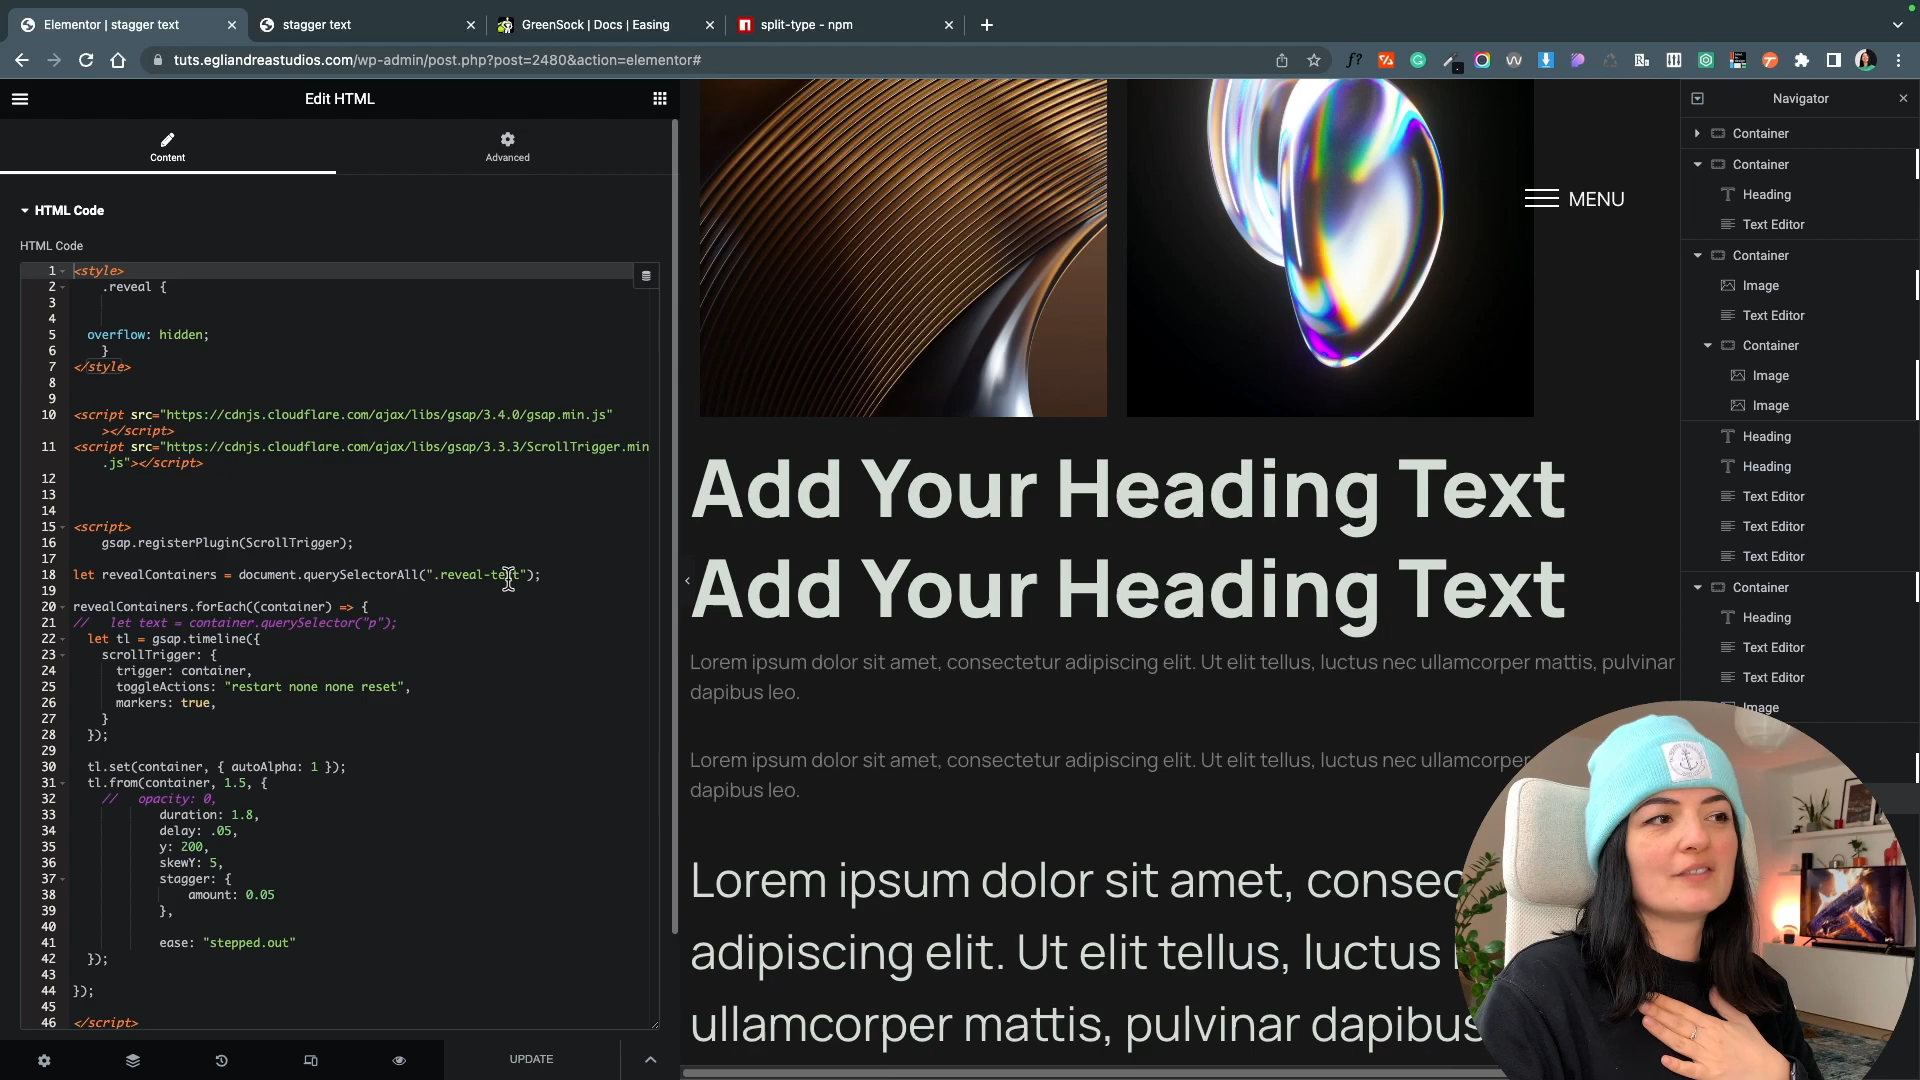 Elementor | stagger text
stagger text
GreenSock | Docs | Easing
split-type - npm
tuts.egliandreastudios.com/wp-admin/post.php?post=2480&action=elementor#
Edit HTML
Content
Advanced
HTML Code
HTML Code
1 <style>
2 .reveal {
3
4
5 overflow: hidden;
6 }
7 </style>
8
9
10 <script src="https://cdnjs.cloudflare.com/ajax/libs/gsap/3.4.0/gsap.min.js"
></script>
11 <script src="https://cdnjs.cloudflare.com/ajax/libs/gsap/3.3.3/ScrollTrigger.min
.js"></script>
12
13
14
15 <script>
16 gsap.registerPlugin(ScrollTrigger);
17
18 let revealContainers = document.querySelectorAll(".reveal-text");
19
20 revealContainers.forEach((container) => {
21 // let text = container.querySelector("p");
22 let tl = gsap.timeline({
23 scrollTrigger: {
24 trigger: container,
25 toggleActions: "restart none none reset",
26 markers: true,
27 }
28 });
29
30 tl.set(container, { autoAlpha: 1 });
31 tl.from(container, 1.5, {
32 // opacity: 0,
33 duration: 1.8,
34 delay: .05,
35 y: 200,
36 skewY: 5,
37 stagger: {
38 amount: 0.05
39 },
40
41 ease: "stepped.out"
42 });
43
44 });
45
46 </script>
UPDATE
MENU
Add Your Heading Text
Add Your Heading Text
Lorem ipsum dolor sit amet, consectetur adipiscing elit. Ut elit tellus, luctus nec ullamcorper mattis, pulvinar
dapibus leo.
Lorem ipsum dolor sit amet, consectetur adipiscing elit. Ut elit tellus, luctus nec ullamcorper
dapibus leo.
Lorem ipsum dolor sit amet, consec
adipiscing elit. Ut elit tellus, luctus
ullamcorper mattis, pulvinar dapibus
Navigator
Container
Container
Heading
Text Editor
Container
Image
Text Editor
Container
Image
Image
Heading
Heading
Text Editor
Text Editor
Text Editor
Container
Heading
Text Editor
Text Editor
Image